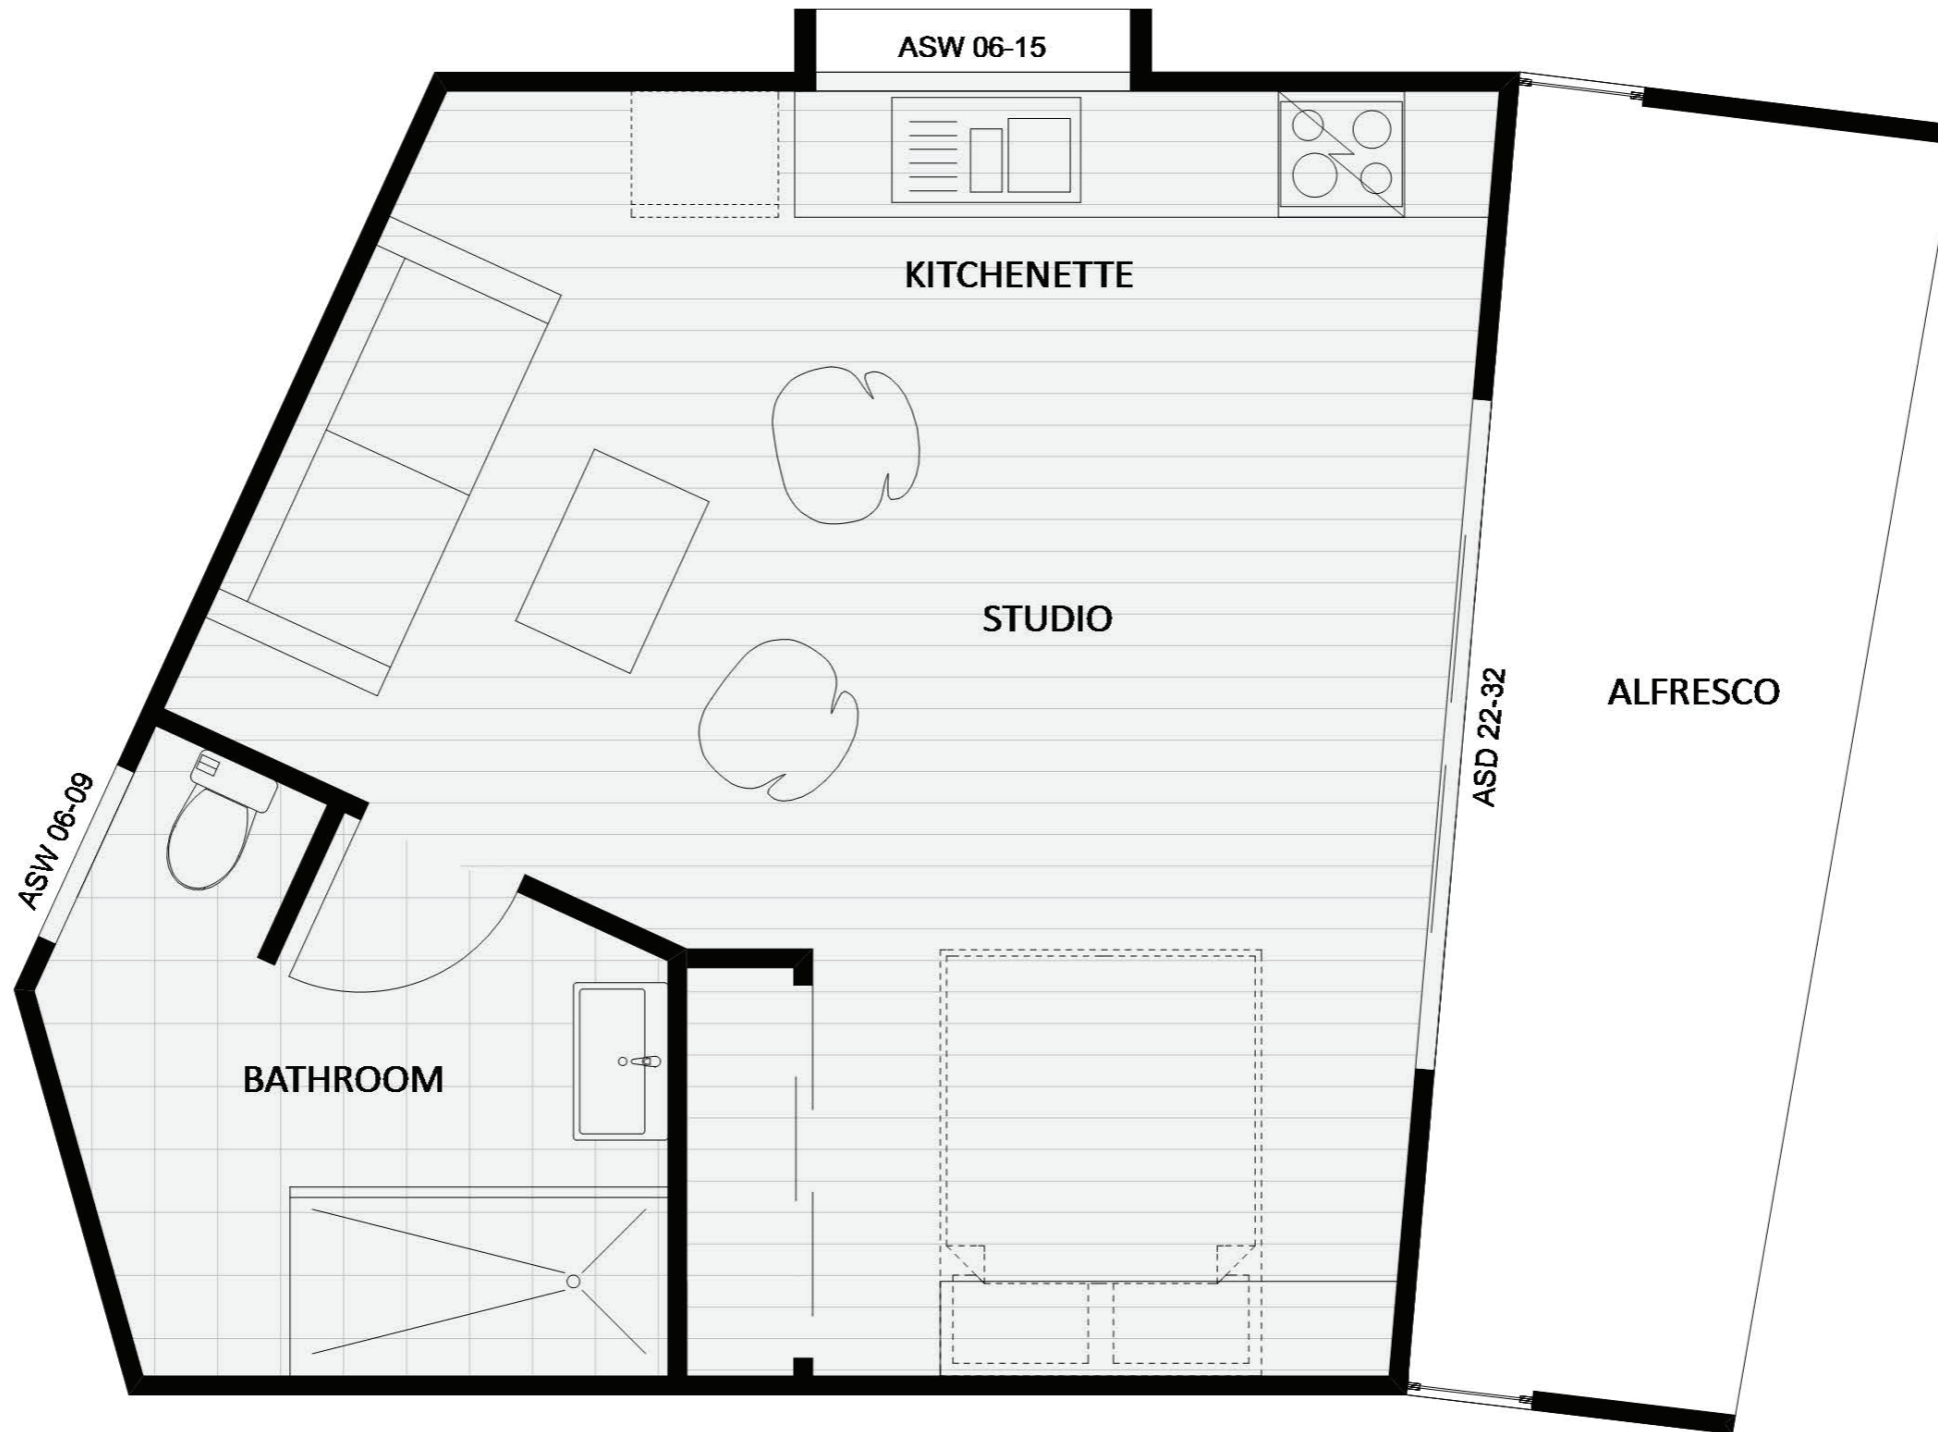 ASW 06-15
KITCHENETTE
STUDIO
ALFRESCO
ASD 22-32
ASW 06-09
BATHROOM